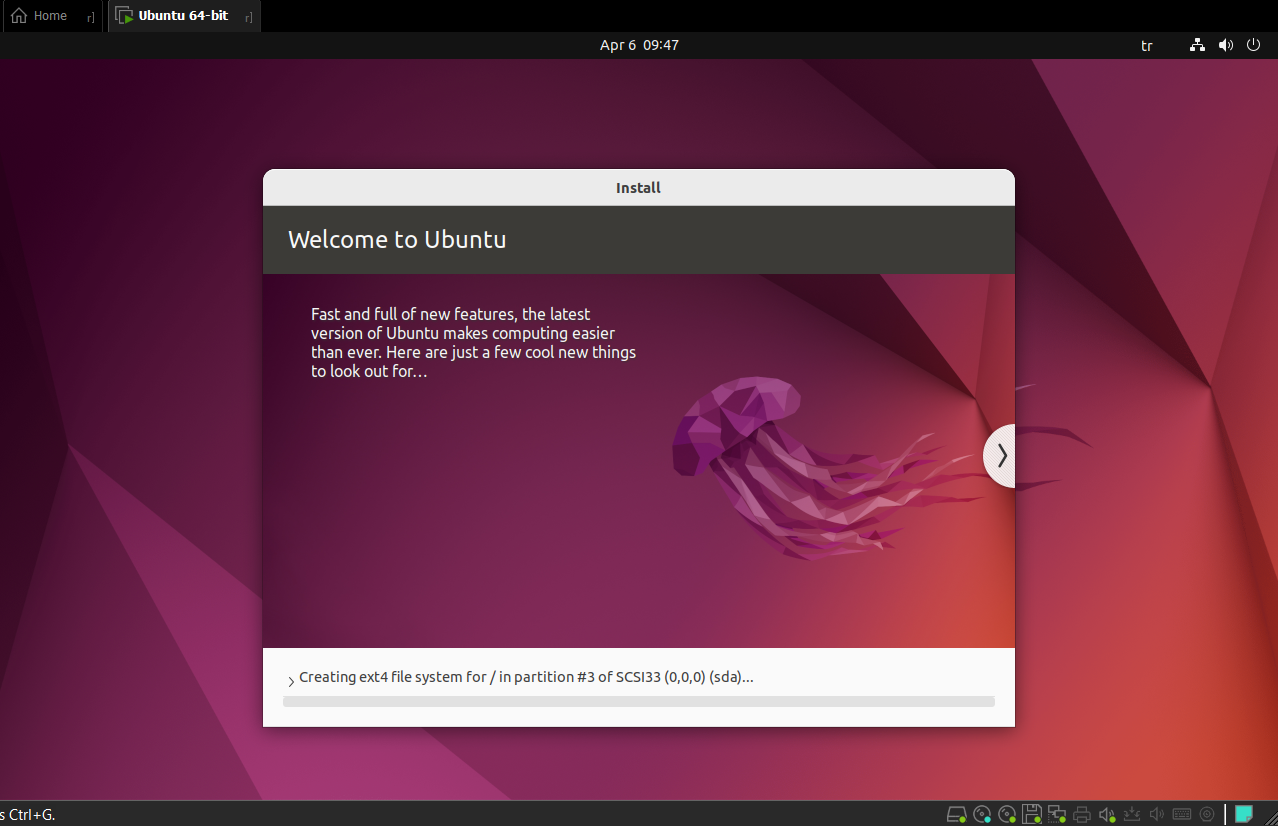 Home
Ubuntu 64-bit
Apr 6 09:47
tr
Install
Welcome to Ubuntu
Fast and full of new features, the latest
version of Ubuntu makes computing easier
than ever. Here are just a few cool new things
to look out for…
Creating ext4 file system for / in partition #3 of SCSI33 (0,0,0) (sda)...
s Ctrl+G.